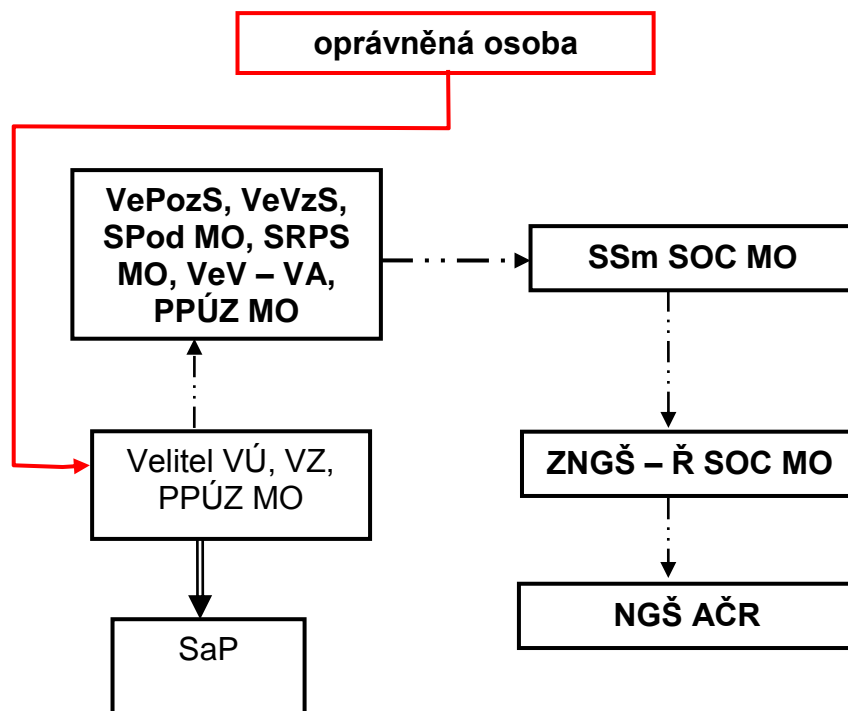 oprávněná osoba
VePozS, VeVzS,
SPod MO, SRPS
MO, VeV – VA,
PPÚZ MO
SSm SOC MO
Velitel VÚ, VZ,
PPÚZ MO
ZNGŠ – Ř SOC MO
SaP
NGŠ AČR